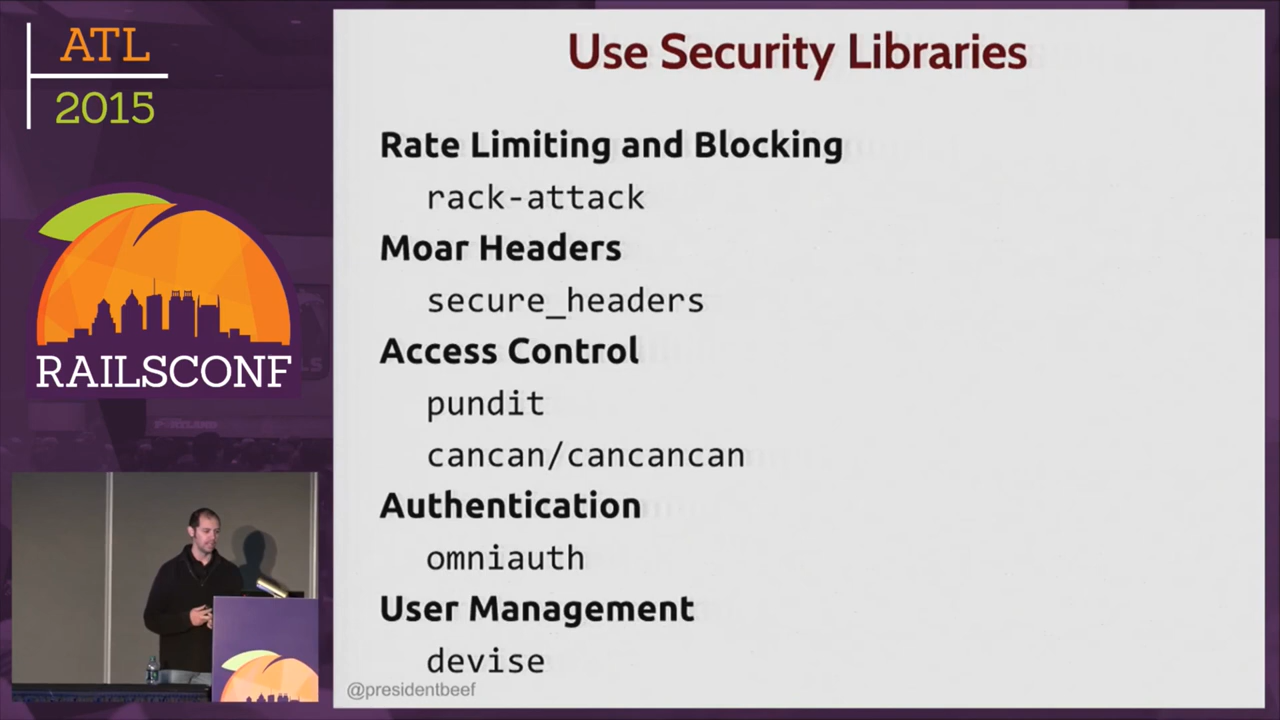 ATL
2015
RAILSCONF
Use Security Libraries
Rate Limiting and Blocking
rack-attack
Moar Headers
secure_headers
Access Control
pundit
cancan/cancancan
Authentication
omniauth
User Management
devise
@presidentbeef